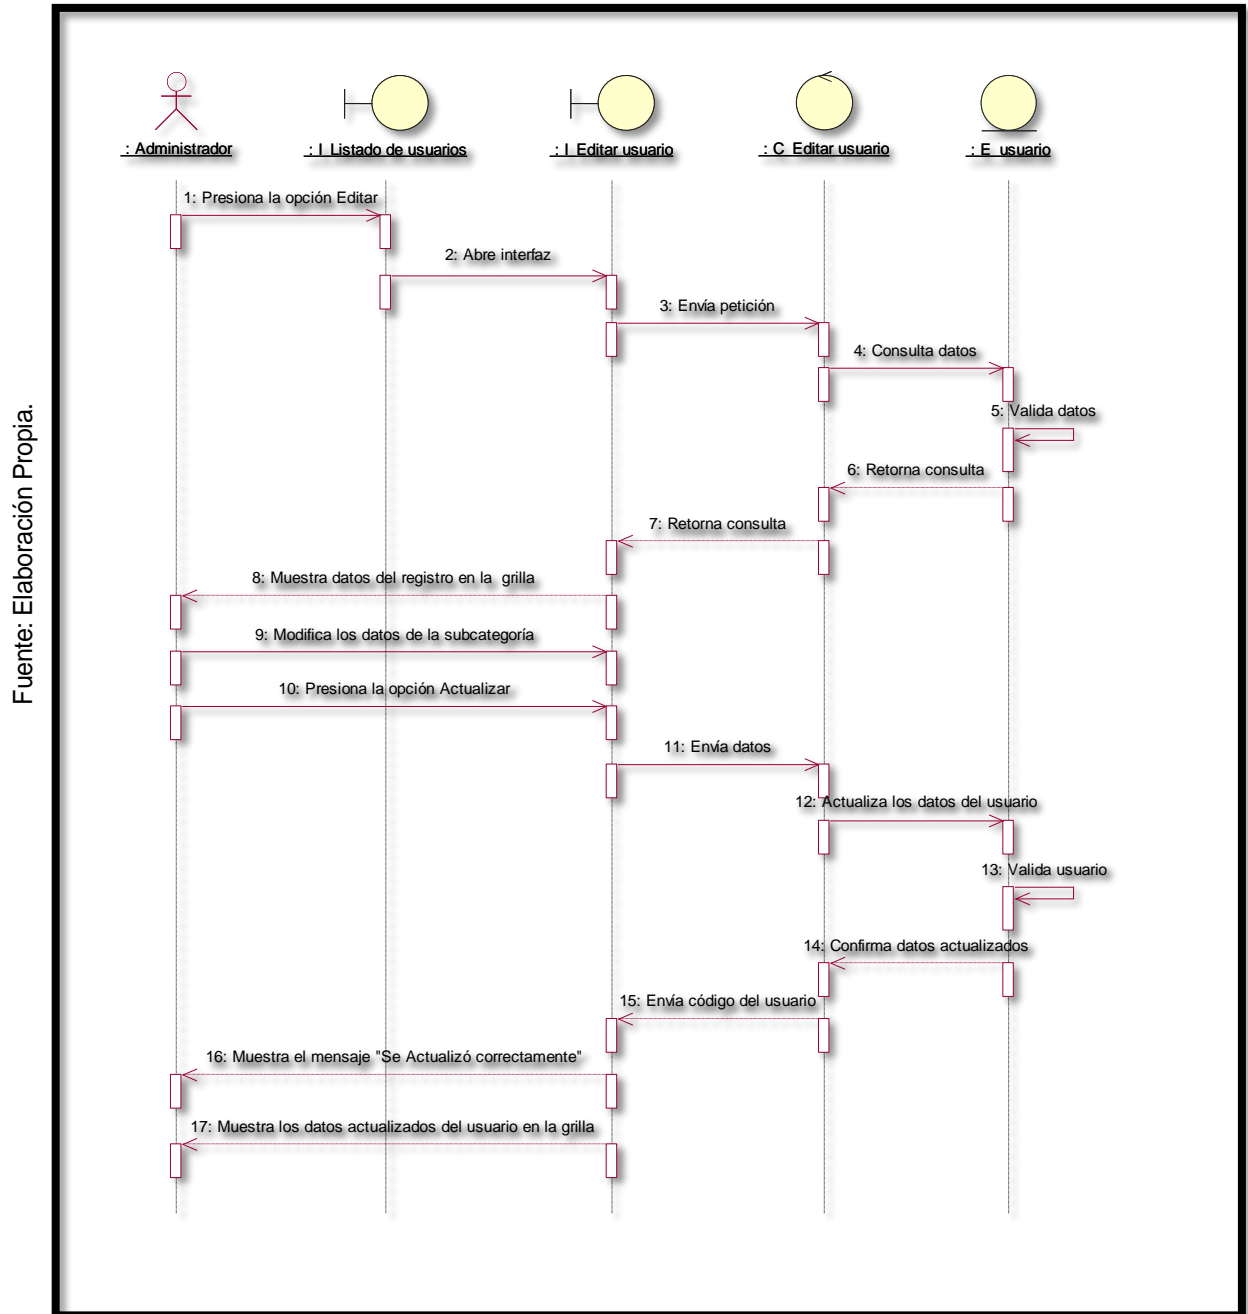 : Administrador
: I_Listado de usuarios
: I_Editar usuario
: C_Editar usuario
: E_usuario
1: Presiona la opción Editar
2: Abre interfaz
3: Envía petición
4: Consulta datos
5: Valida datos
6: Retorna consulta
7: Retorna consulta
8: Muestra datos del registro en la  grilla
9: Modifica los datos de la subcategoría
10: Presiona la opción Actualizar
11: Envía datos
12: Actualiza los datos del usuario
13: Valida usuario
14: Confirma datos actualizados
15: Envía código del usuario
16: Muestra el mensaje "Se Actualizó correctamente"
17: Muestra los datos actualizados del usuario en la grilla
Fuente: Elaboración Propia.